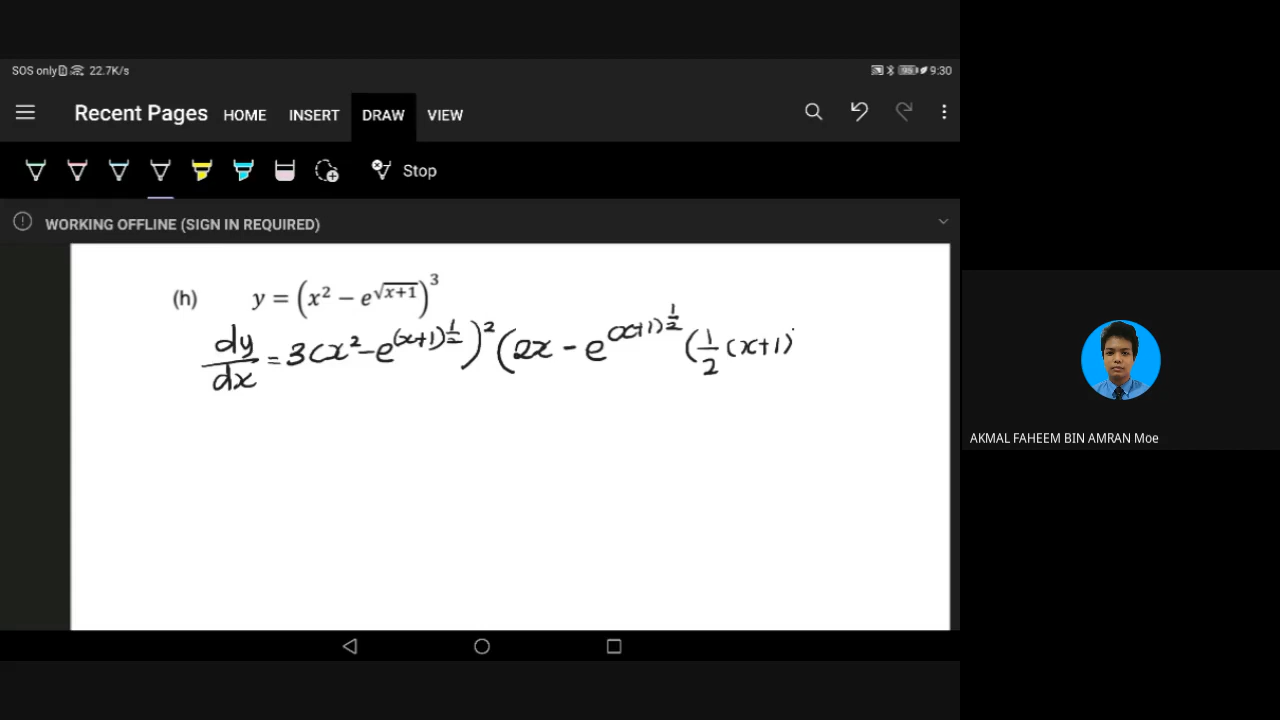 SOS only 22.7K/s 96 9:30
Recent Pages HOME INSERT DRAW VIEW
Stop
WORKING OFFLINE (SIGN IN REQUIRED)
(h) y = (x² − e^√(x+1))³
dy/dx = 3(x² − e^(x+1)^½)² (2x − e^(x+1)^½ (½(x+1)
AKMAL FAHEEM BIN AMRAN Moe